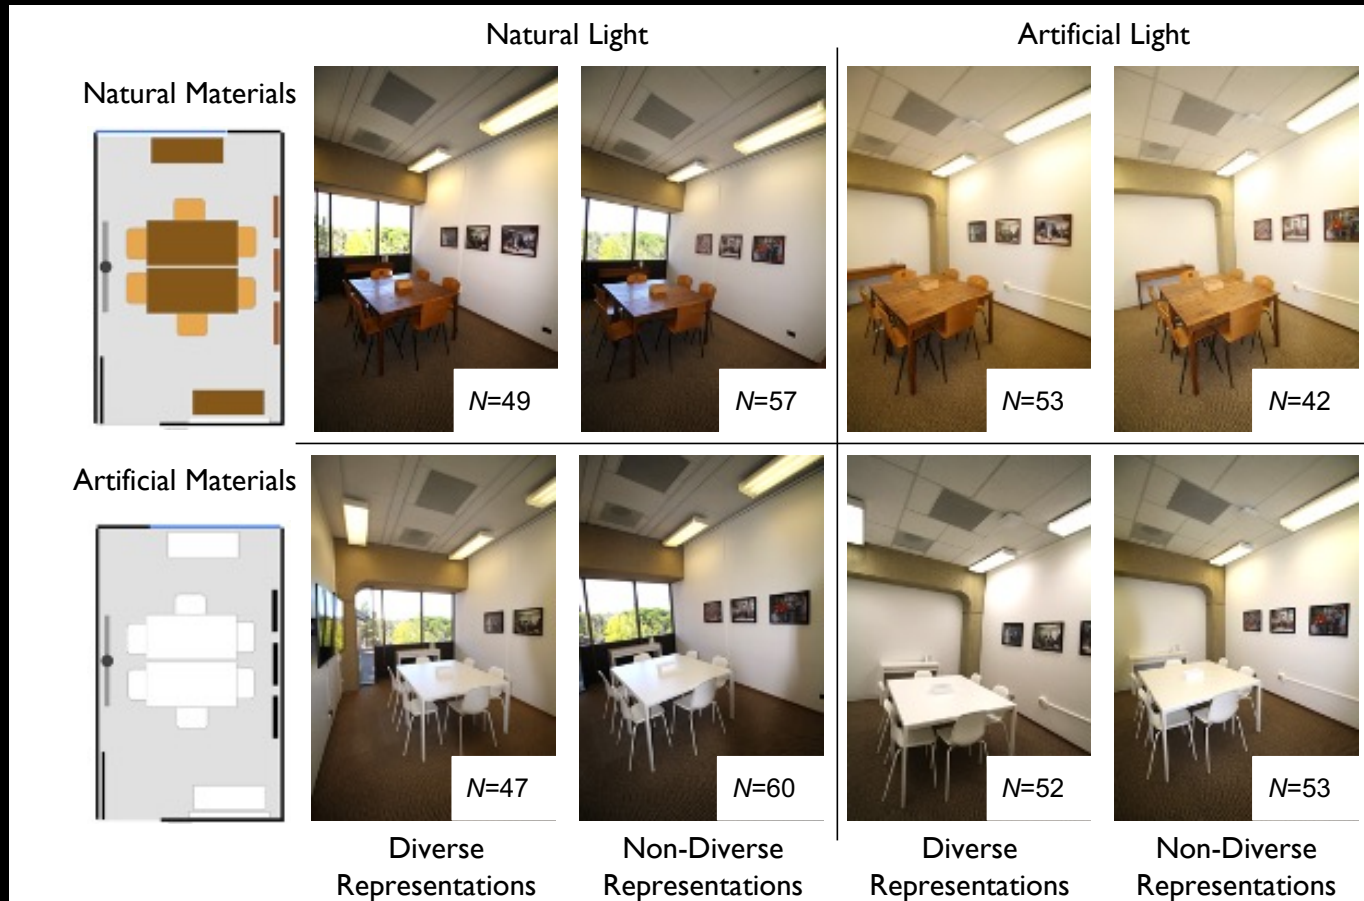 Natural Light
Artificial Light
Natural Materials
N=49
N=57
N=53
N=42
Artificial Materials
N=47
N=60
N=52
N=53
Diverse
Representations
Non-Diverse
Representations
Diverse
Representations
Non-Diverse
Representations